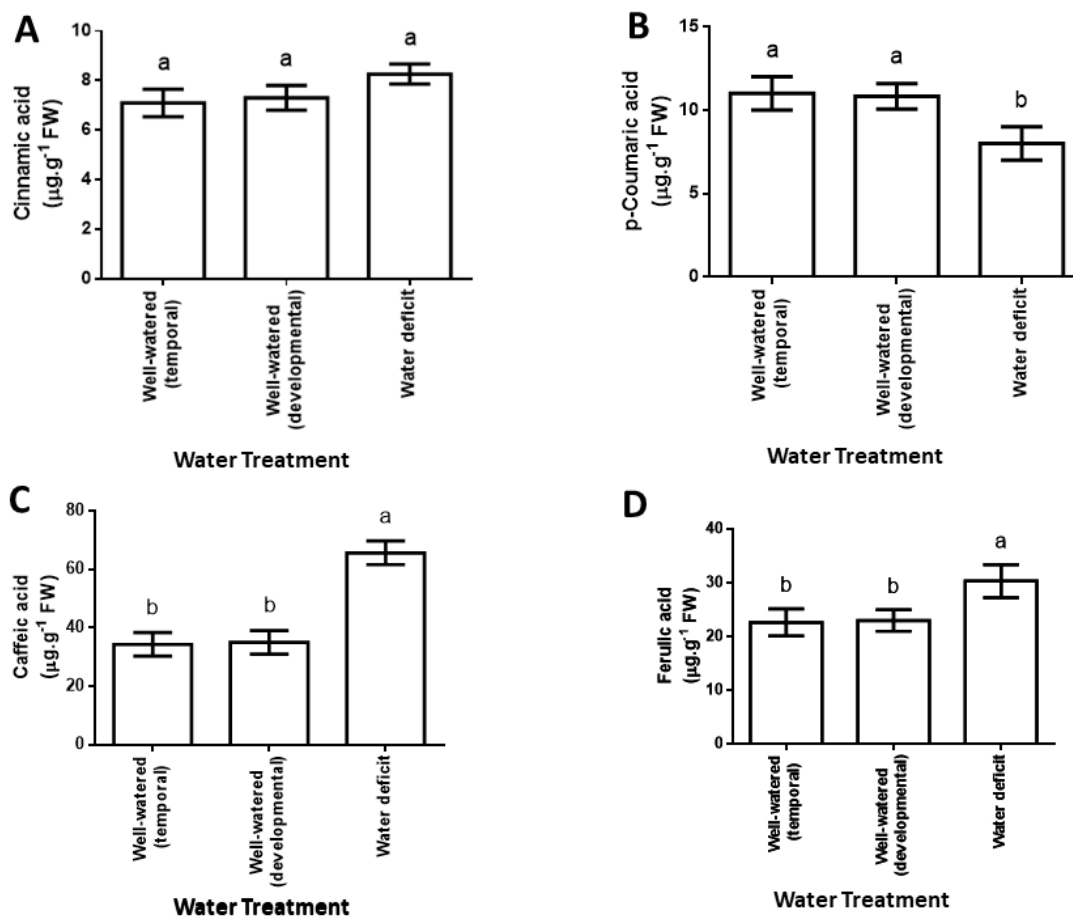 A
Cinnamic acid
(µg.g-1 FW)
10
8
6
4
2
0
a
a
a
Well-watered
(temporal)
Well-watered
(developmental)
Water deficit
Water Treatment
B
p-Coumaric acid
(µg.g-1 FW)
15
10
5
0
a
a
b
Well-watered
(temporal)
Well-watered
(developmental)
Water deficit
Water Treatment
C
Caffeic acid
(µg.g-1 FW)
80
60
40
20
0
b
b
a
Well-watered
(temporal)
Well-watered
(developmental)
Water deficit
Water Treatment
D
Ferulic acid
(µg.g-1 FW)
40
30
20
10
0
b
b
a
Well-watered
(temporal)
Well-watered
(developmental)
Water deficit
Water Treatment